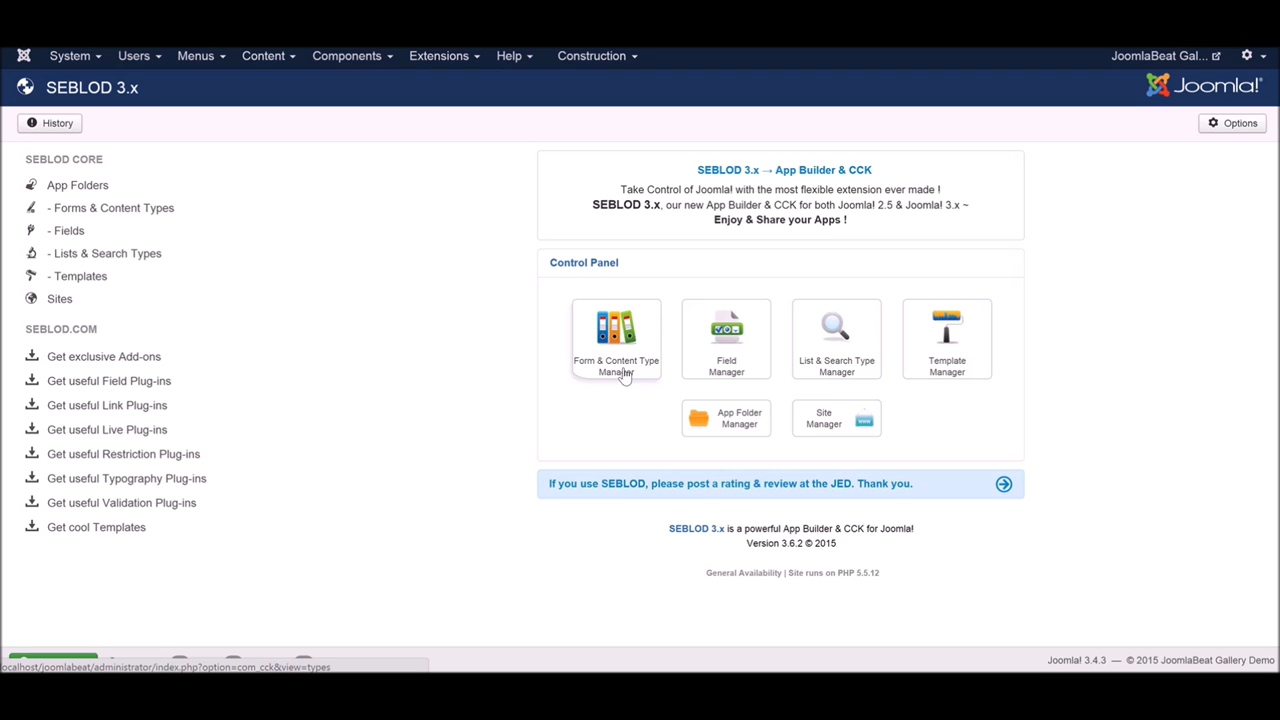 System Users Menus Content Components Extensions Help Construction JoomlaBeat Gal...
SEBLOD 3.x
Joomla!®
History
Options
SEBLOD CORE
App Folders
- Forms & Content Types
- Fields
- Lists & Search Types
- Templates
Sites
SEBLOD.COM
Get exclusive Add-ons
Get useful Field Plug-ins
Get useful Link Plug-ins
Get useful Live Plug-ins
Get useful Restriction Plug-ins
Get useful Typography Plug-ins
Get useful Validation Plug-ins
Get cool Templates
SEBLOD 3.x → App Builder & CCK
Take Control of Joomla! with the most flexible extension ever made !
SEBLOD 3.x, our new App Builder & CCK for both Joomla! 2.5 & Joomla! 3.x ~
Enjoy & Share your Apps !
Control Panel
Form & Content Type
Manager
Field
Manager
List & Search Type
Manager
Template
Manager
App Folder
Manager
Site
Manager
If you use SEBLOD, please post a rating & review at the JED. Thank you.
SEBLOD 3.x is a powerful App Builder & CCK for Joomla!
Version 3.6.2 © 2015
General Availability | Site runs on PHP 5.5.12
localhost/joomlabeat/administrator/index.php?option=com_cck&view=types
Joomla! 3.4.3 — © 2015 JoomlaBeat Gallery Demo